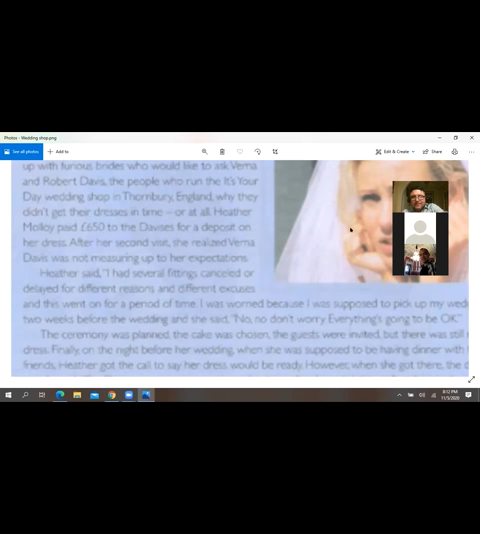 Photos - Wedding shop.png
See all photos
Add to
Edit & Create
Share
up with furious brides who would like to ask Verna
and Robert Davis, the people who run the It's Your
Day wedding shop in Thornbury, England, why they
didn't get their dresses in time – or at all. Heather
Molloy paid £650 to the Davises for a deposit on
her dress. After her second visit, she realized Verna
Davis was not measuring up to her expectations.
Heather said, "I had several fittings canceled or
delayed for different reasons and different excuses
and this went on for a period of time. I was worried because I was supposed to pick up my wed
two weeks before the wedding and she said, "No, no don't worry. Everything's going to be OK."
The ceremony was planned, the cake was chosen, the guests were invited, but there was still
dress. Finally, on the night before her wedding, when she was supposed to be having dinner with
friends, Heather got the call to say her dress would be ready. However, when she got there, the
8:12 PM
11/5/2020